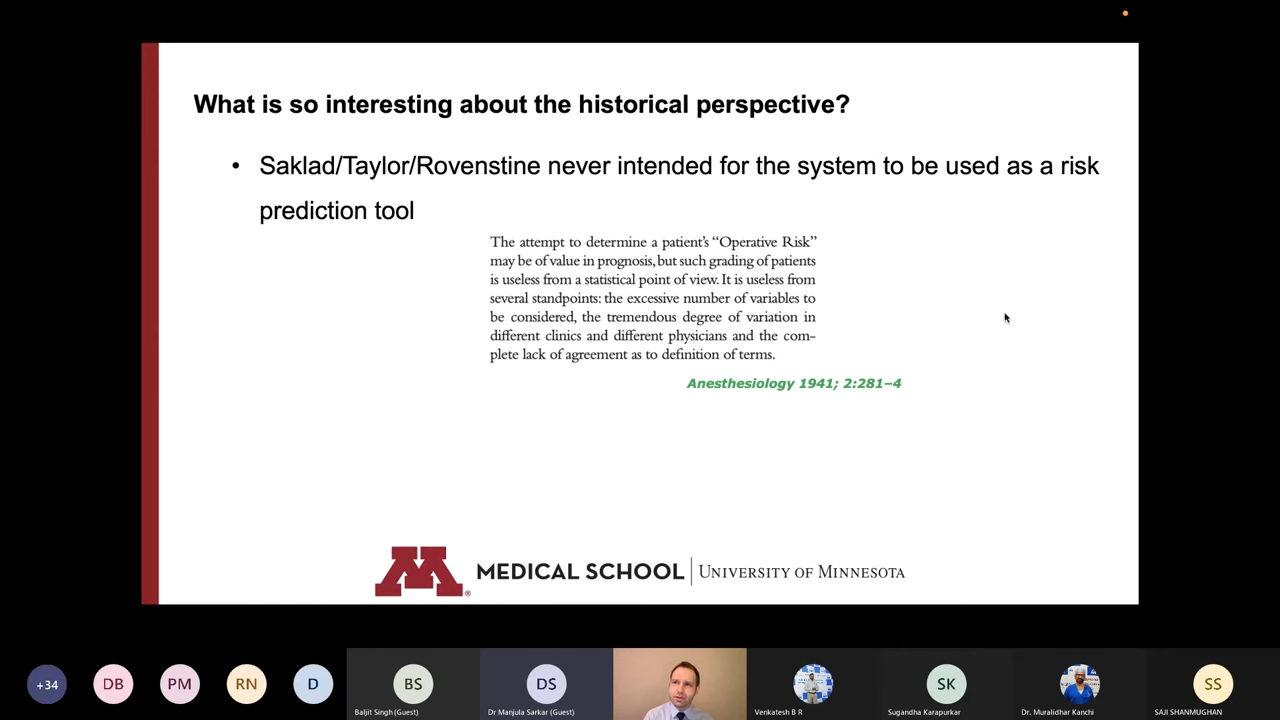 What is so interesting about the historical perspective?
• Saklad/Taylor/Rovenstine never intended for the system to be used as a risk
prediction tool
The attempt to determine a patient's “Operative Risk”
may be of value in prognosis, but such grading of patients
is useless from a statistical point of view. It is useless from
several standpoints: the excessive number of variables to
be considered, the tremendous degree of variation in
different clinics and different physicians and the com-
plete lack of agreement as to definition of terms.
Anesthesiology 1941; 2:281–4
M® MEDICAL SCHOOL | UNIVERSITY OF MINNESOTA
+34 DB PM RN D BS DS SK SS
Baljit Singh (Guest) Dr Manjula Sarkar (Guest) Venkatesh B R Sugandha Karapurkar Dr. Muralidhar Kanchi SAJI SHANMUGHAN